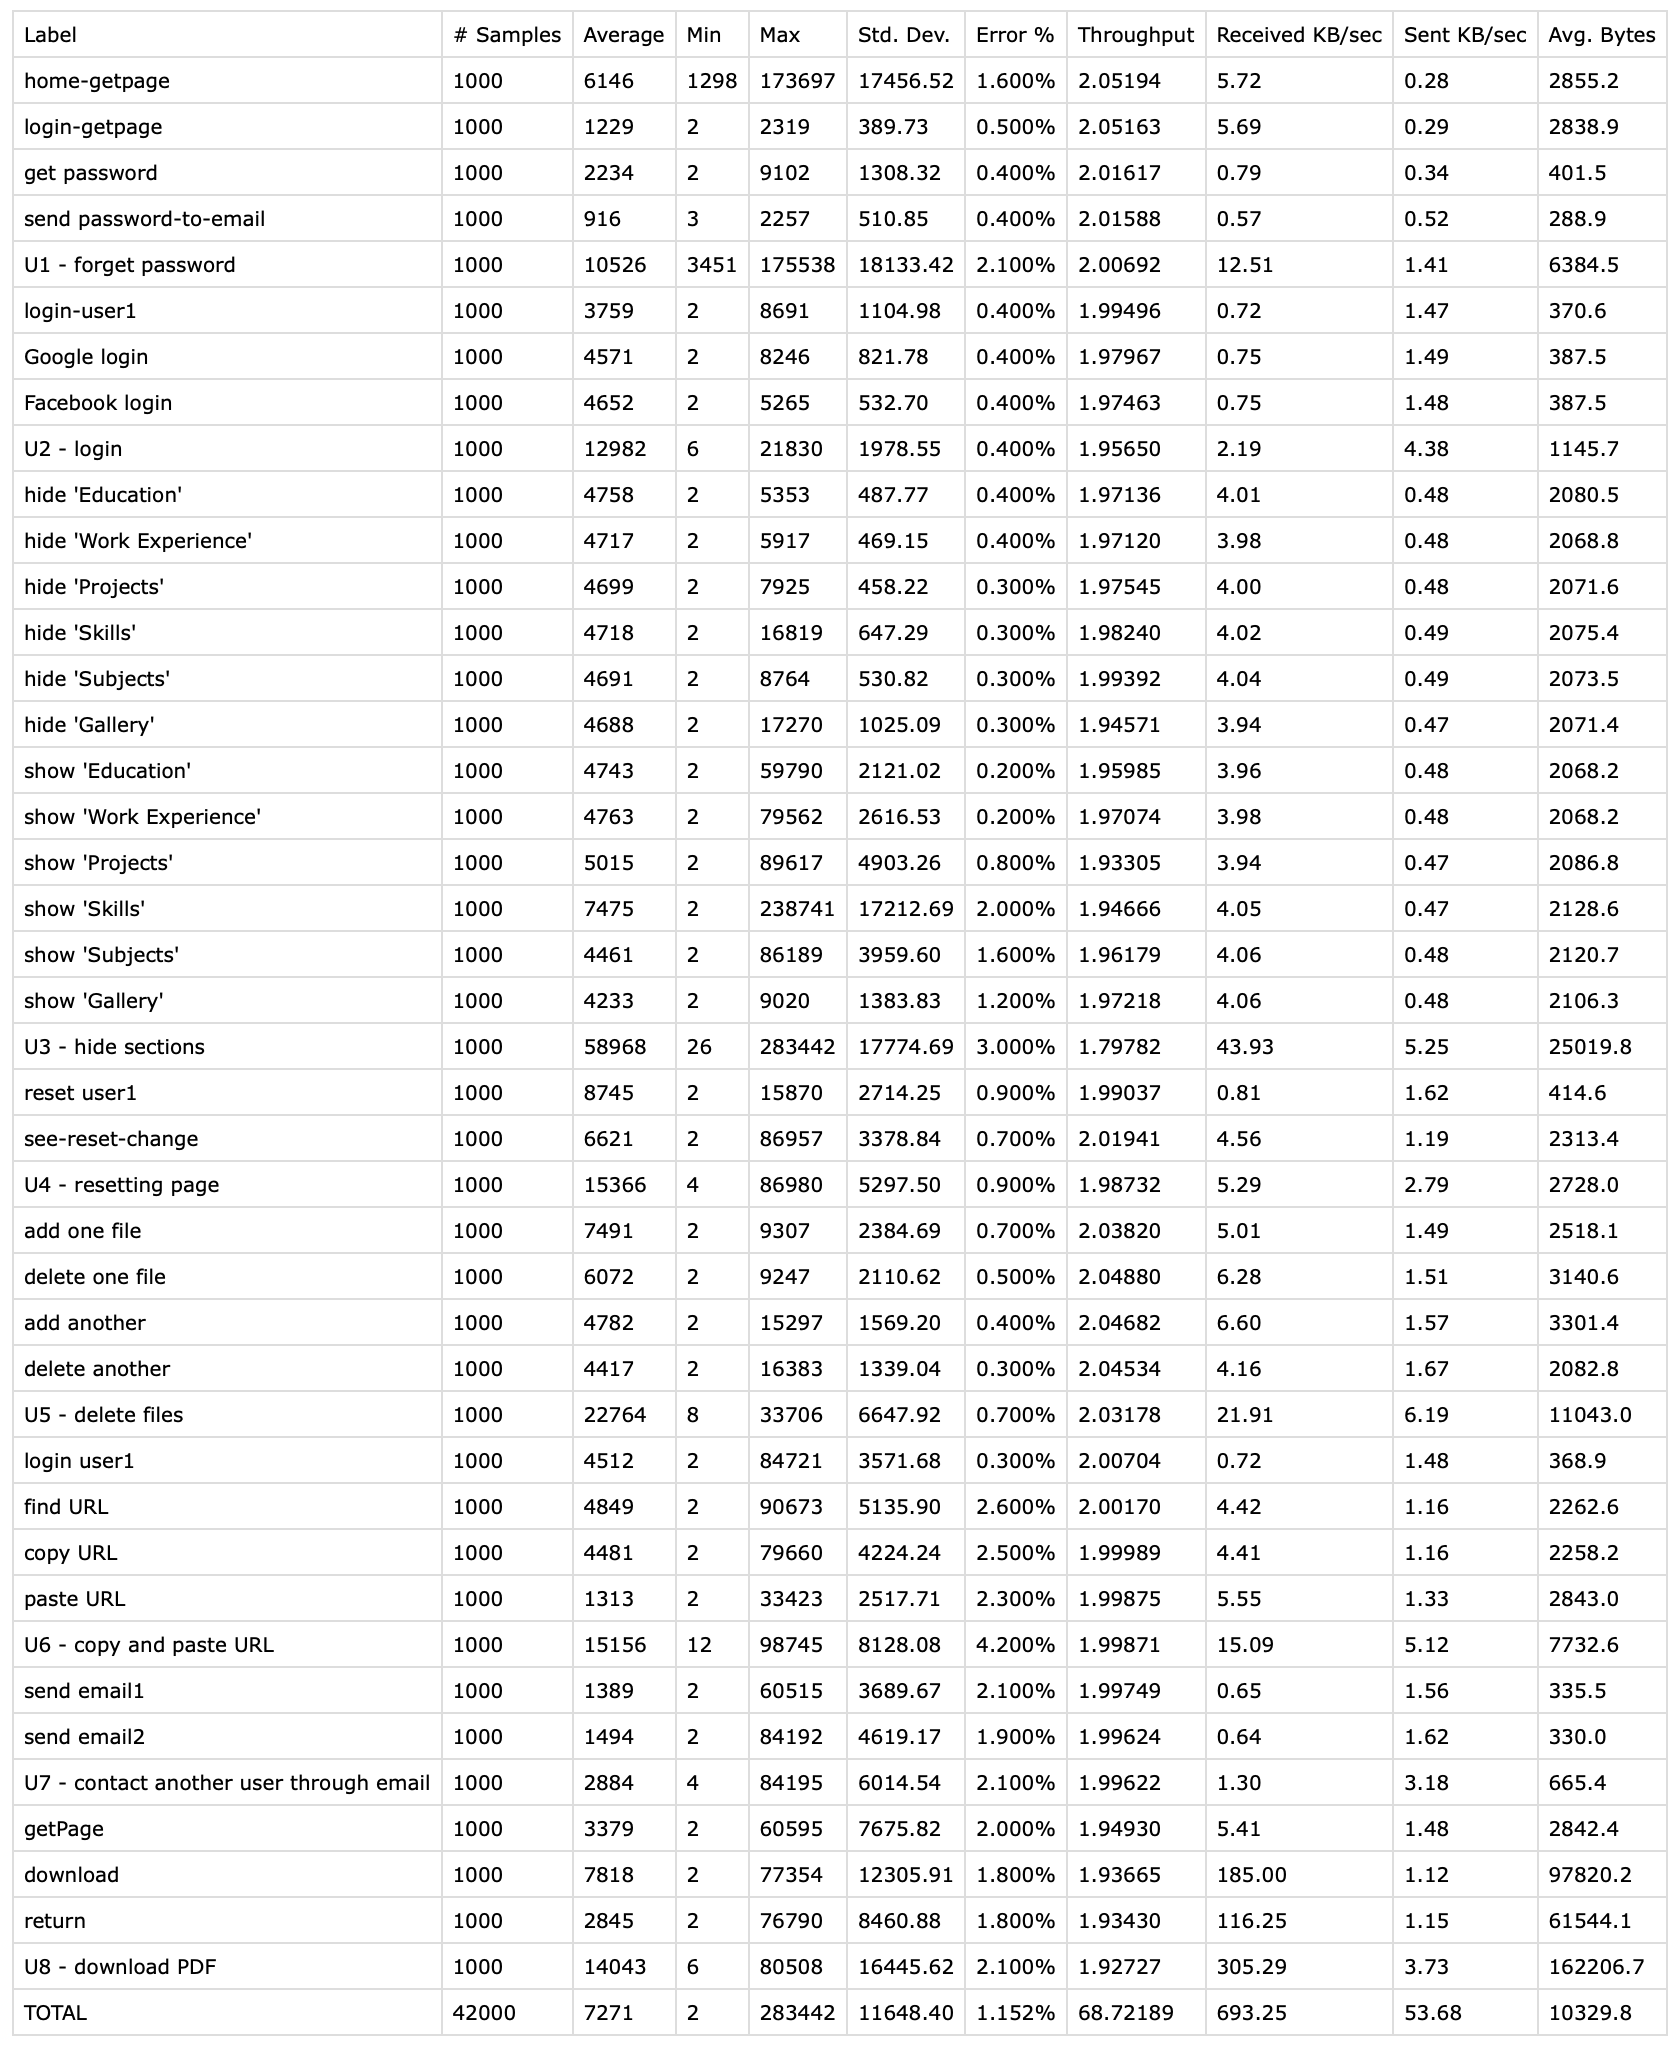 Label # Samples Average Min Max Std. Dev. Error % Throughput Received KB/sec Sent KB/sec Avg. Bytes
home-getpage 1000 6146 1298 173697 17456.52 1.600% 2.05194 5.72 0.28 2855.2
login-getpage 1000 1229 2 2319 389.73 0.500% 2.05163 5.69 0.29 2838.9
get password 1000 2234 2 9102 1308.32 0.400% 2.01617 0.79 0.34 401.5
send password-to-email 1000 916 3 2257 510.85 0.400% 2.01588 0.57 0.52 288.9
U1 - forget password 1000 10526 3451 175538 18133.42 2.100% 2.00692 12.51 1.41 6384.5
login-user1 1000 3759 2 8691 1104.98 0.400% 1.99496 0.72 1.47 370.6
Google login 1000 4571 2 8246 821.78 0.400% 1.97967 0.75 1.49 387.5
Facebook login 1000 4652 2 5265 532.70 0.400% 1.97463 0.75 1.48 387.5
U2 - login 1000 12982 6 21830 1978.55 0.400% 1.95650 2.19 4.38 1145.7
hide 'Education' 1000 4758 2 5353 487.77 0.400% 1.97136 4.01 0.48 2080.5
hide 'Work Experience' 1000 4717 2 5917 469.15 0.400% 1.97120 3.98 0.48 2068.8
hide 'Projects' 1000 4699 2 7925 458.22 0.300% 1.97545 4.00 0.48 2071.6
hide 'Skills' 1000 4718 2 16819 647.29 0.300% 1.98240 4.02 0.49 2075.4
hide 'Subjects' 1000 4691 2 8764 530.82 0.300% 1.99392 4.04 0.49 2073.5
hide 'Gallery' 1000 4688 2 17270 1025.09 0.300% 1.94571 3.94 0.47 2071.4
show 'Education' 1000 4743 2 59790 2121.02 0.200% 1.95985 3.96 0.48 2068.2
show 'Work Experience' 1000 4763 2 79562 2616.53 0.200% 1.97074 3.98 0.48 2068.2
show 'Projects' 1000 5015 2 89617 4903.26 0.800% 1.93305 3.94 0.47 2086.8
show 'Skills' 1000 7475 2 238741 17212.69 2.000% 1.94666 4.05 0.47 2128.6
show 'Subjects' 1000 4461 2 86189 3959.60 1.600% 1.96179 4.06 0.48 2120.7
show 'Gallery' 1000 4233 2 9020 1383.83 1.200% 1.97218 4.06 0.48 2106.3
U3 - hide sections 1000 58968 26 283442 17774.69 3.000% 1.79782 43.93 5.25 25019.8
reset user1 1000 8745 2 15870 2714.25 0.900% 1.99037 0.81 1.62 414.6
see-reset-change 1000 6621 2 86957 3378.84 0.700% 2.01941 4.56 1.19 2313.4
U4 - resetting page 1000 15366 4 86980 5297.50 0.900% 1.98732 5.29 2.79 2728.0
add one file 1000 7491 2 9307 2384.69 0.700% 2.03820 5.01 1.49 2518.1
delete one file 1000 6072 2 9247 2110.62 0.500% 2.04880 6.28 1.51 3140.6
add another 1000 4782 2 15297 1569.20 0.400% 2.04682 6.60 1.57 3301.4
delete another 1000 4417 2 16383 1339.04 0.300% 2.04534 4.16 1.67 2082.8
U5 - delete files 1000 22764 8 33706 6647.92 0.700% 2.03178 21.91 6.19 11043.0
login user1 1000 4512 2 84721 3571.68 0.300% 2.00704 0.72 1.48 368.9
find URL 1000 4849 2 90673 5135.90 2.600% 2.00170 4.42 1.16 2262.6
copy URL 1000 4481 2 79660 4224.24 2.500% 1.99989 4.41 1.16 2258.2
paste URL 1000 1313 2 33423 2517.71 2.300% 1.99875 5.55 1.33 2843.0
U6 - copy and paste URL 1000 15156 12 98745 8128.08 4.200% 1.99871 15.09 5.12 7732.6
send email1 1000 1389 2 60515 3689.67 2.100% 1.99749 0.65 1.56 335.5
send email2 1000 1494 2 84192 4619.17 1.900% 1.99624 0.64 1.62 330.0
U7 - contact another user through email 1000 2884 4 84195 6014.54 2.100% 1.99622 1.30 3.18 665.4
getPage 1000 3379 2 60595 7675.82 2.000% 1.94930 5.41 1.48 2842.4
download 1000 7818 2 77354 12305.91 1.800% 1.93665 185.00 1.12 97820.2
return 1000 2845 2 76790 8460.88 1.800% 1.93430 116.25 1.15 61544.1
U8 - download PDF 1000 14043 6 80508 16445.62 2.100% 1.92727 305.29 3.73 162206.7
TOTAL 42000 7271 2 283442 11648.40 1.152% 68.72189 693.25 53.68 10329.8